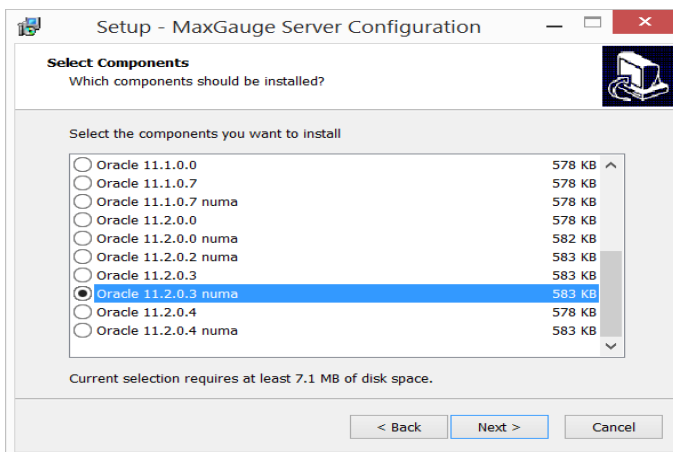 Setup - MaxGauge Server Configuration
Select Components
Which components should be installed?
Select the components you want to install
Oracle 11.1.0.0 578 KB
Oracle 11.1.0.7 578 KB
Oracle 11.1.0.7 numa 578 KB
Oracle 11.2.0.0 578 KB
Oracle 11.2.0.0 numa 582 KB
Oracle 11.2.0.2 numa 583 KB
Oracle 11.2.0.3 583 KB
Oracle 11.2.0.3 numa 583 KB
Oracle 11.2.0.4 578 KB
Oracle 11.2.0.4 numa 583 KB
Current selection requires at least 7.1 MB of disk space.
< Back Next > Cancel